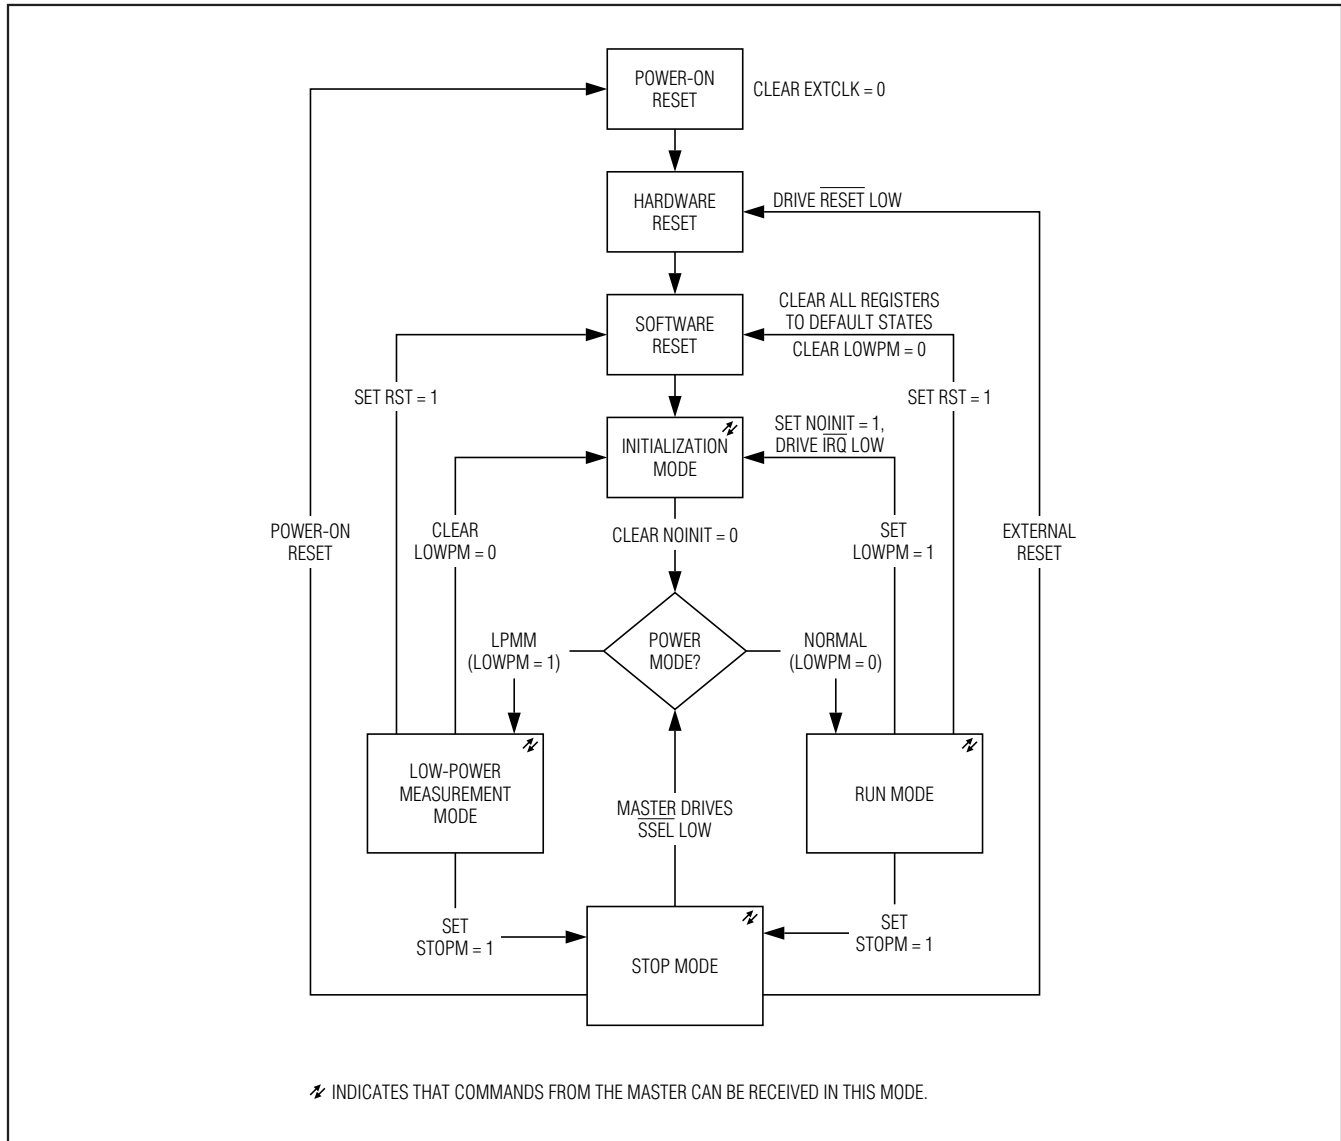 POWER-ON
RESET
CLEAR EXTCLK = 0
HARDWARE
RESET
DRIVE RESET LOW
SOFTWARE
RESET
CLEAR ALL REGISTERS
TO DEFAULT STATES
CLEAR LOWPM = 0
SET RST = 1
SET RST = 1
INITIALIZATION
MODE
SET NOINIT = 1,
DRIVE IRQ LOW
POWER-ON
RESET
CLEAR
LOWPM = 0
CLEAR NOINIT = 0
SET
LOWPM = 1
EXTERNAL
RESET
LPMM
(LOWPM = 1)
POWER
MODE?
NORMAL
(LOWPM = 0)
LOW-POWER
MEASUREMENT
MODE
MASTER DRIVES
SSEL LOW
RUN MODE
SET
STOPM = 1
STOP MODE
SET
STOPM = 1
INDICATES THAT COMMANDS FROM THE MASTER CAN BE RECEIVED IN THIS MODE.